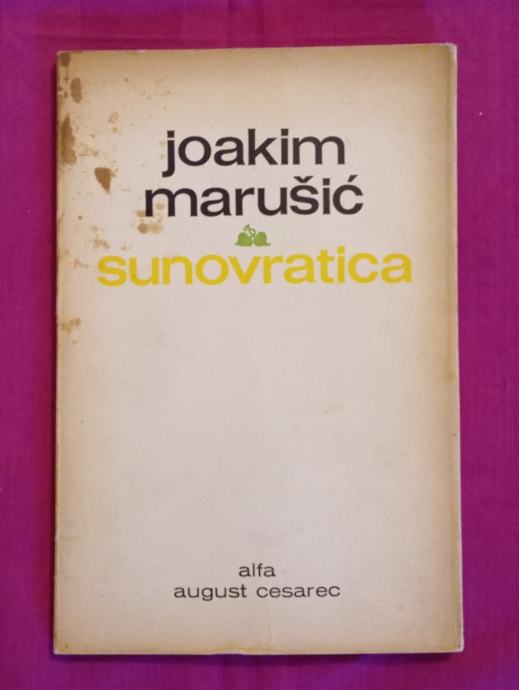 joakim
marušić
sunovratica
alfa
august cesarec